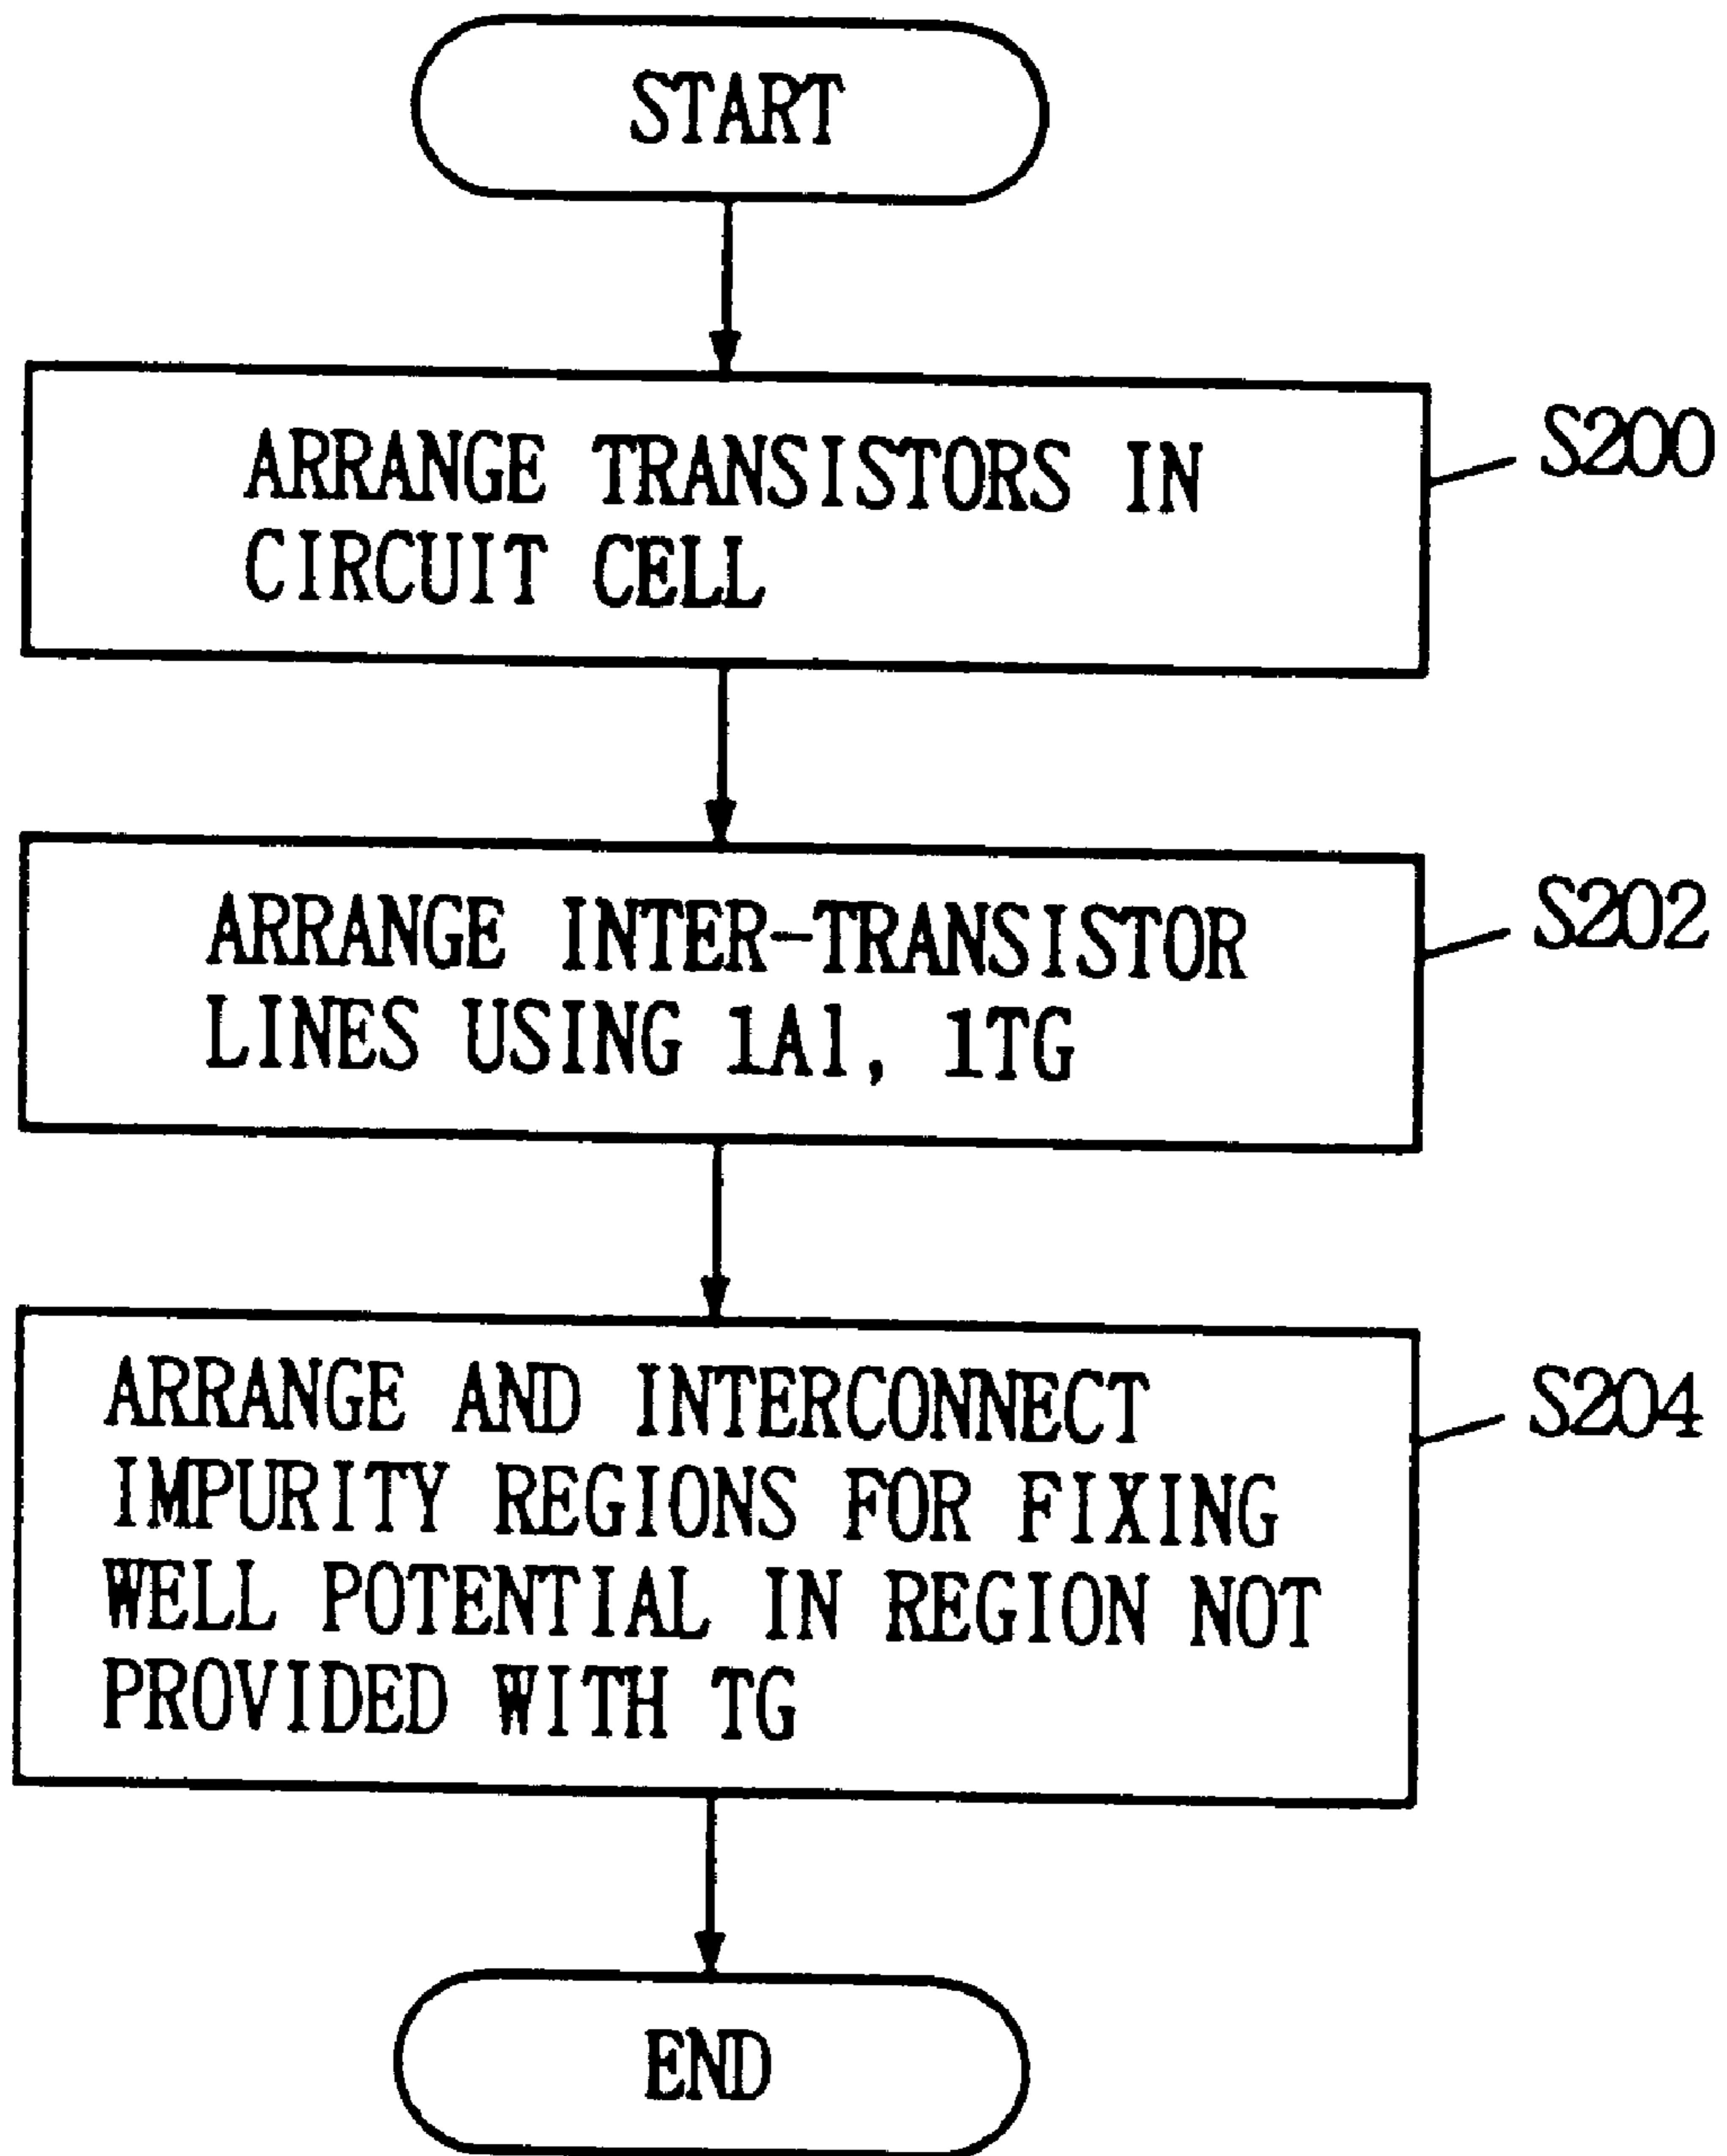 START
ARRANGE TRANSISTORS IN
CIRCUIT CELL
S200
ARRANGE INTER-TRANSISTOR
LINES USING 1Al, 1TG
S202
ARRANGE AND INTERCONNECT
IMPURITY REGIONS FOR FIXING
WELL POTENTIAL IN REGION NOT
PROVIDED WITH TG
S204
END